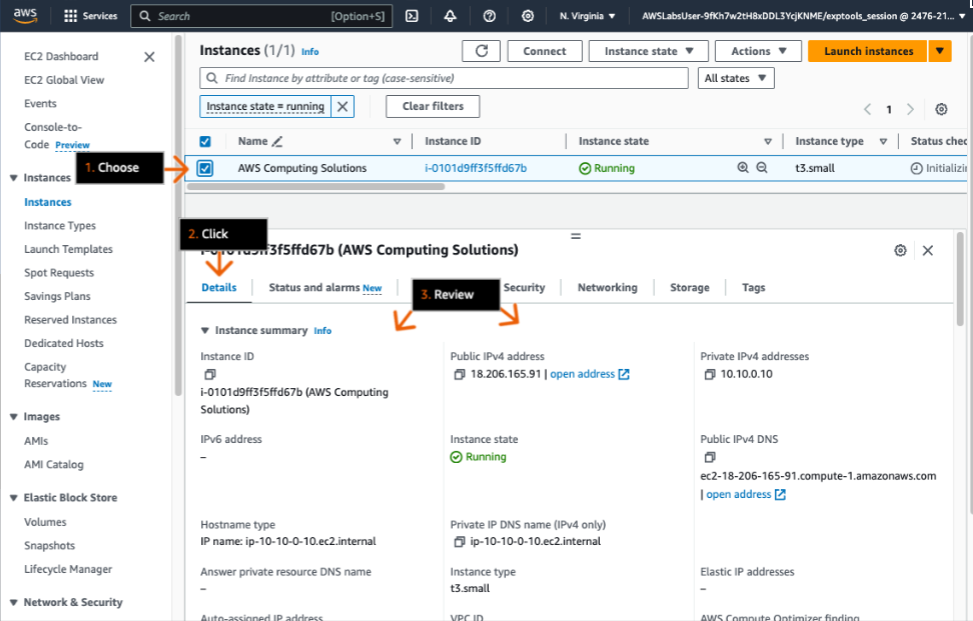 aws Services Search [Option+S] N. Virginia AWSLabsUser-9fKh7w2tH8xDDL3YcjKNME/exptools_session @ 2476-21...
EC2 Dashboard
EC2 Global View
Events
Console-to-
Code Preview
Instances
Instances
Instance Types
Launch Templates
Spot Requests
Savings Plans
Reserved Instances
Dedicated Hosts
Capacity
Reservations New
Images
AMIs
AMI Catalog
Elastic Block Store
Volumes
Snapshots
Lifecycle Manager
Network & Security
Instances (1/1) Info Connect Instance state Actions Launch instances
Find Instance by attribute or tag (case-sensitive) All states
Instance state = running Clear filters
1
Name Instance ID Instance state Instance type Status chec
1. Choose
AWS Computing Solutions i-0101d9ff3f5ffd67b Running t3.small Initializin
2. Click
i-0101d9ff3f5ffd67b (AWS Computing Solutions)
Details Status and alarms New Security Networking Storage Tags
3. Review
Instance summary Info
Instance ID
i-0101d9ff3f5ffd67b (AWS Computing
Solutions)
Public IPv4 address
18.206.165.91 | open address
Private IPv4 addresses
10.10.0.10
IPv6 address
–
Instance state
Running
Public IPv4 DNS
ec2-18-206-165-91.compute-1.amazonaws.com
| open address
Hostname type
IP name: ip-10-10-0-10.ec2.internal
Private IP DNS name (IPv4 only)
ip-10-10-0-10.ec2.internal
Answer private resource DNS name
–
Instance type
t3.small
Elastic IP addresses
–
Auto-assigned IP address
VPC ID
AWS Compute Optimizer finding